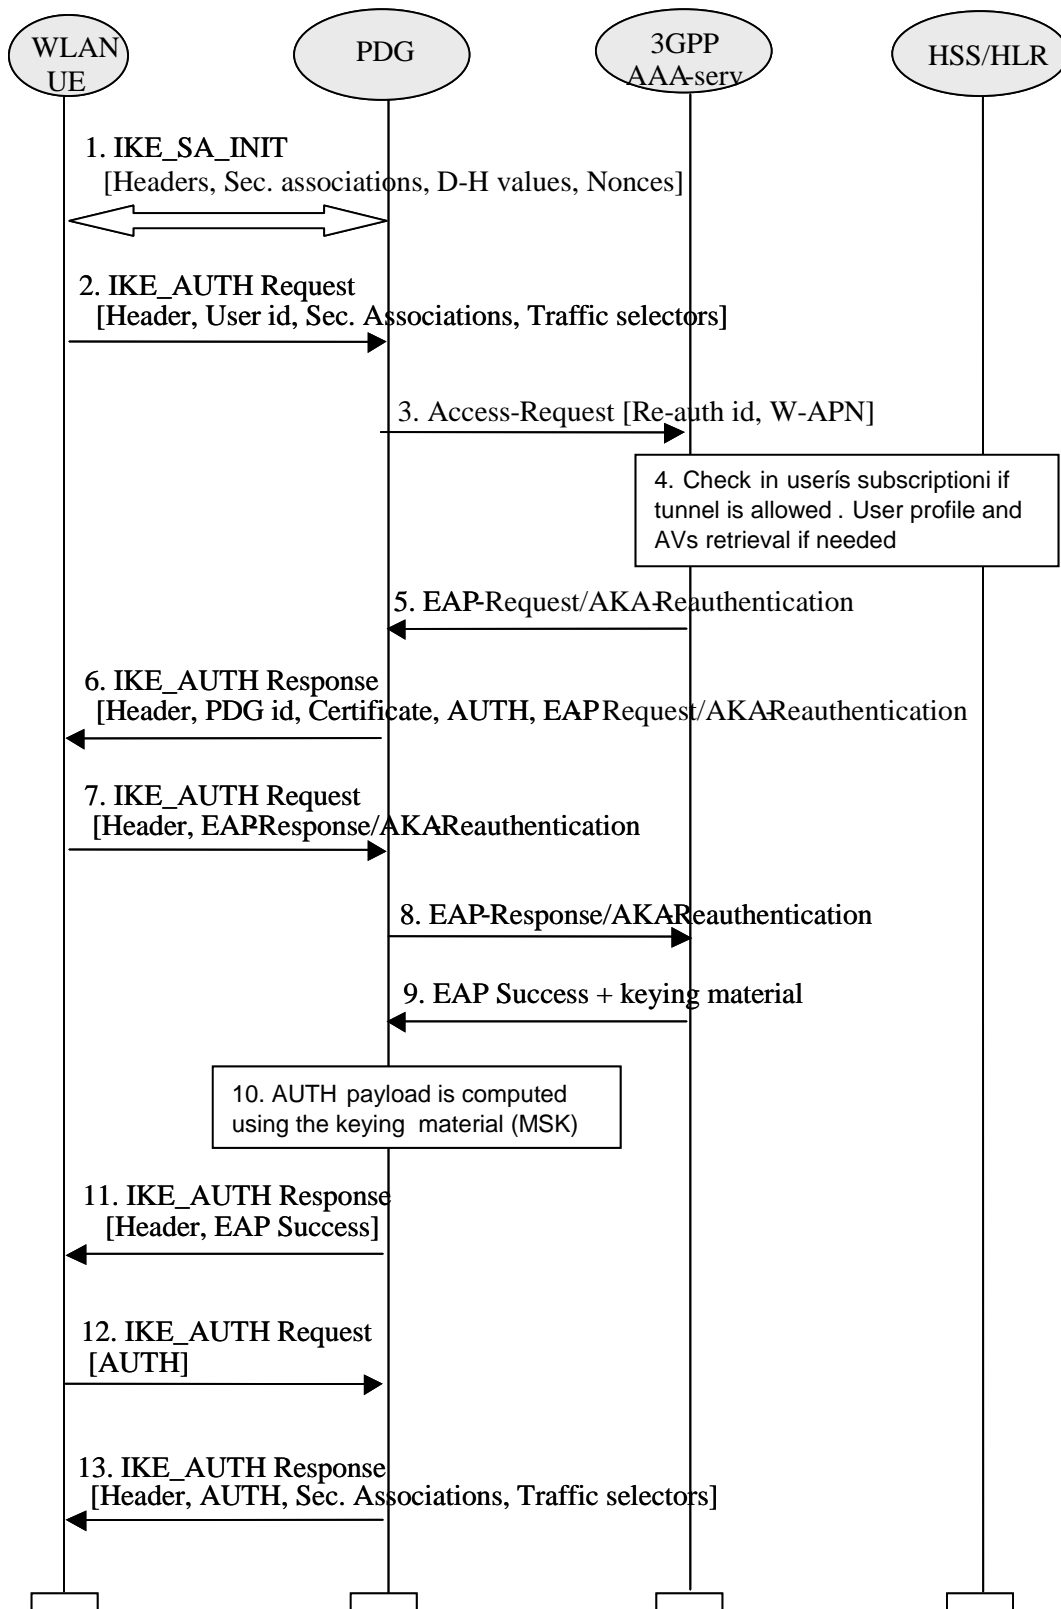 WLAN
UE
PDG
3GPP
AAA-serv
HSS/HLR
1. IKE_SA_INIT
[Headers, Sec. associations, D-H values, Nonces]
2. IKE_AUTH Request
[Header, User id, Sec. Associations, Traffic selectors]
3. Access-Request [Re-auth id, W-APN]
4. Check in userís subscriptioni if
tunnel is allowed . User profile and
AVs retrieval if needed
5. EAP-Request/AKA-Reauthentication
6. IKE_AUTH Response
[Header, PDG id, Certificate, AUTH, EAP Request/AKA-Reauthentication
7. IKE_AUTH Request
[Header, EAP-Response/AKA-Reauthentication
8. EAP-Response/AKA-Reauthentication
9. EAP Success + keying material
10. AUTH payload is computed
using the keying material (MSK)
11. IKE_AUTH Response
[Header, EAP Success]
12. IKE_AUTH Request
[AUTH]
13. IKE_AUTH Response
[Header, AUTH, Sec. Associations, Traffic selectors]